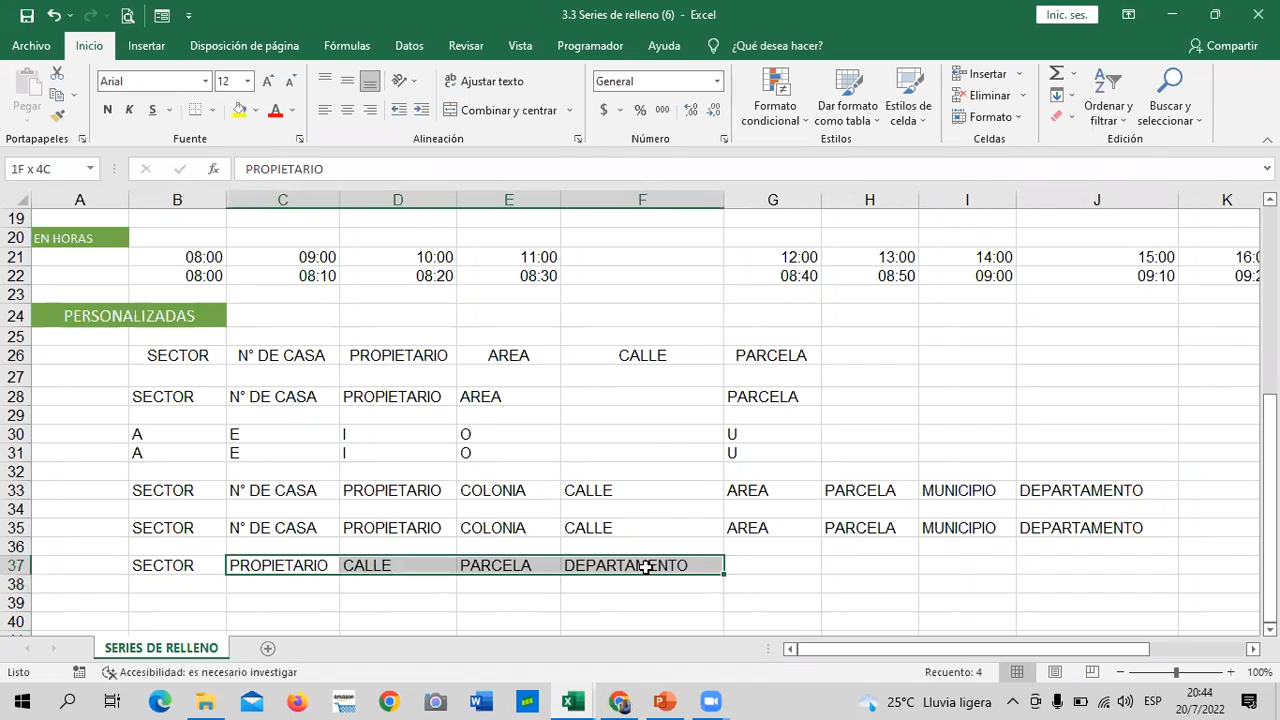 3.3 Series de relleno (6) - Excel
Inic. ses.
Archivo Inicio Insertar Disposición de página Fórmulas Datos Revisar Vista Programador Ayuda ¿Qué desea hacer? Compartir
Pegar
Arial 12
N K S
Ajustar texto
Combinar y centrar
General
$ % 000
Formato condicional
Dar formato como tabla
Estilos de celda
Insertar
Eliminar
Formato
Ordenar y filtrar
Buscar y seleccionar
Portapapeles Fuente Alineación Número Estilos Celdas Edición
1F x 4C fx PROPIETARIO
A B C D E F G H I J K
19
20 EN HORAS
21 08:00 09:00 10:00 11:00 12:00 13:00 14:00 15:00 16:0
22 08:00 08:10 08:20 08:30 08:40 08:50 09:00 09:10 09:2
23
24 PERSONALIZADAS
25
26 SECTOR N° DE CASA PROPIETARIO AREA CALLE PARCELA
27
28 SECTOR N° DE CASA PROPIETARIO AREA PARCELA
29
30 A E I O U
31 A E I O U
32
33 SECTOR N° DE CASA PROPIETARIO COLONIA CALLE AREA PARCELA MUNICIPIO DEPARTAMENTO
34
35 SECTOR N° DE CASA PROPIETARIO COLONIA CALLE AREA PARCELA MUNICIPIO DEPARTAMENTO
36
37 SECTOR PROPIETARIO CALLE PARCELA DEPARTAMENTO
38
39
40
SERIES DE RELLENO
Listo Accesibilidad: es necesario investigar Recuento: 4 100%
amazon 25°C Lluvia ligera ESP 20:44
20/7/2022